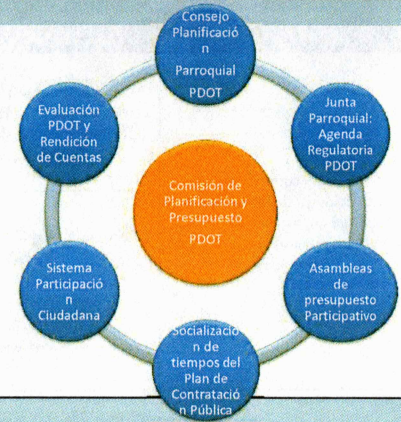 Consejo
Planificació
n
Parroquial
PDOT
Junta
Parroquial:
Agenda
Regulatoria
PDOT
Asambleas
de
presupuesto
Participativo
Socializació
n de
tiempos del
Plan de
Contratació
n Pública
Sistema
Participació
n
Ciudadana
Evaluación
PDOT y
Rendición
de Cuentas
Comisión de
Planificación y
Presupuesto
PDOT